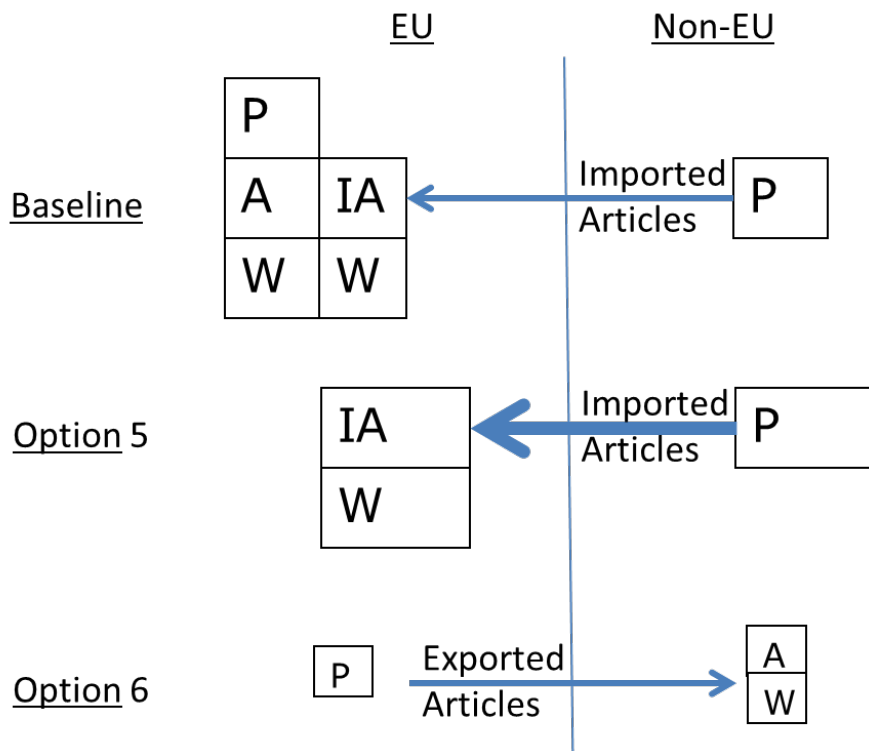 EU Non-EU
P
Baseline A IA Imported P
Articles
W W
Option 5 IA Imported P
Articles
W
Option 6 P Exported A
Articles W